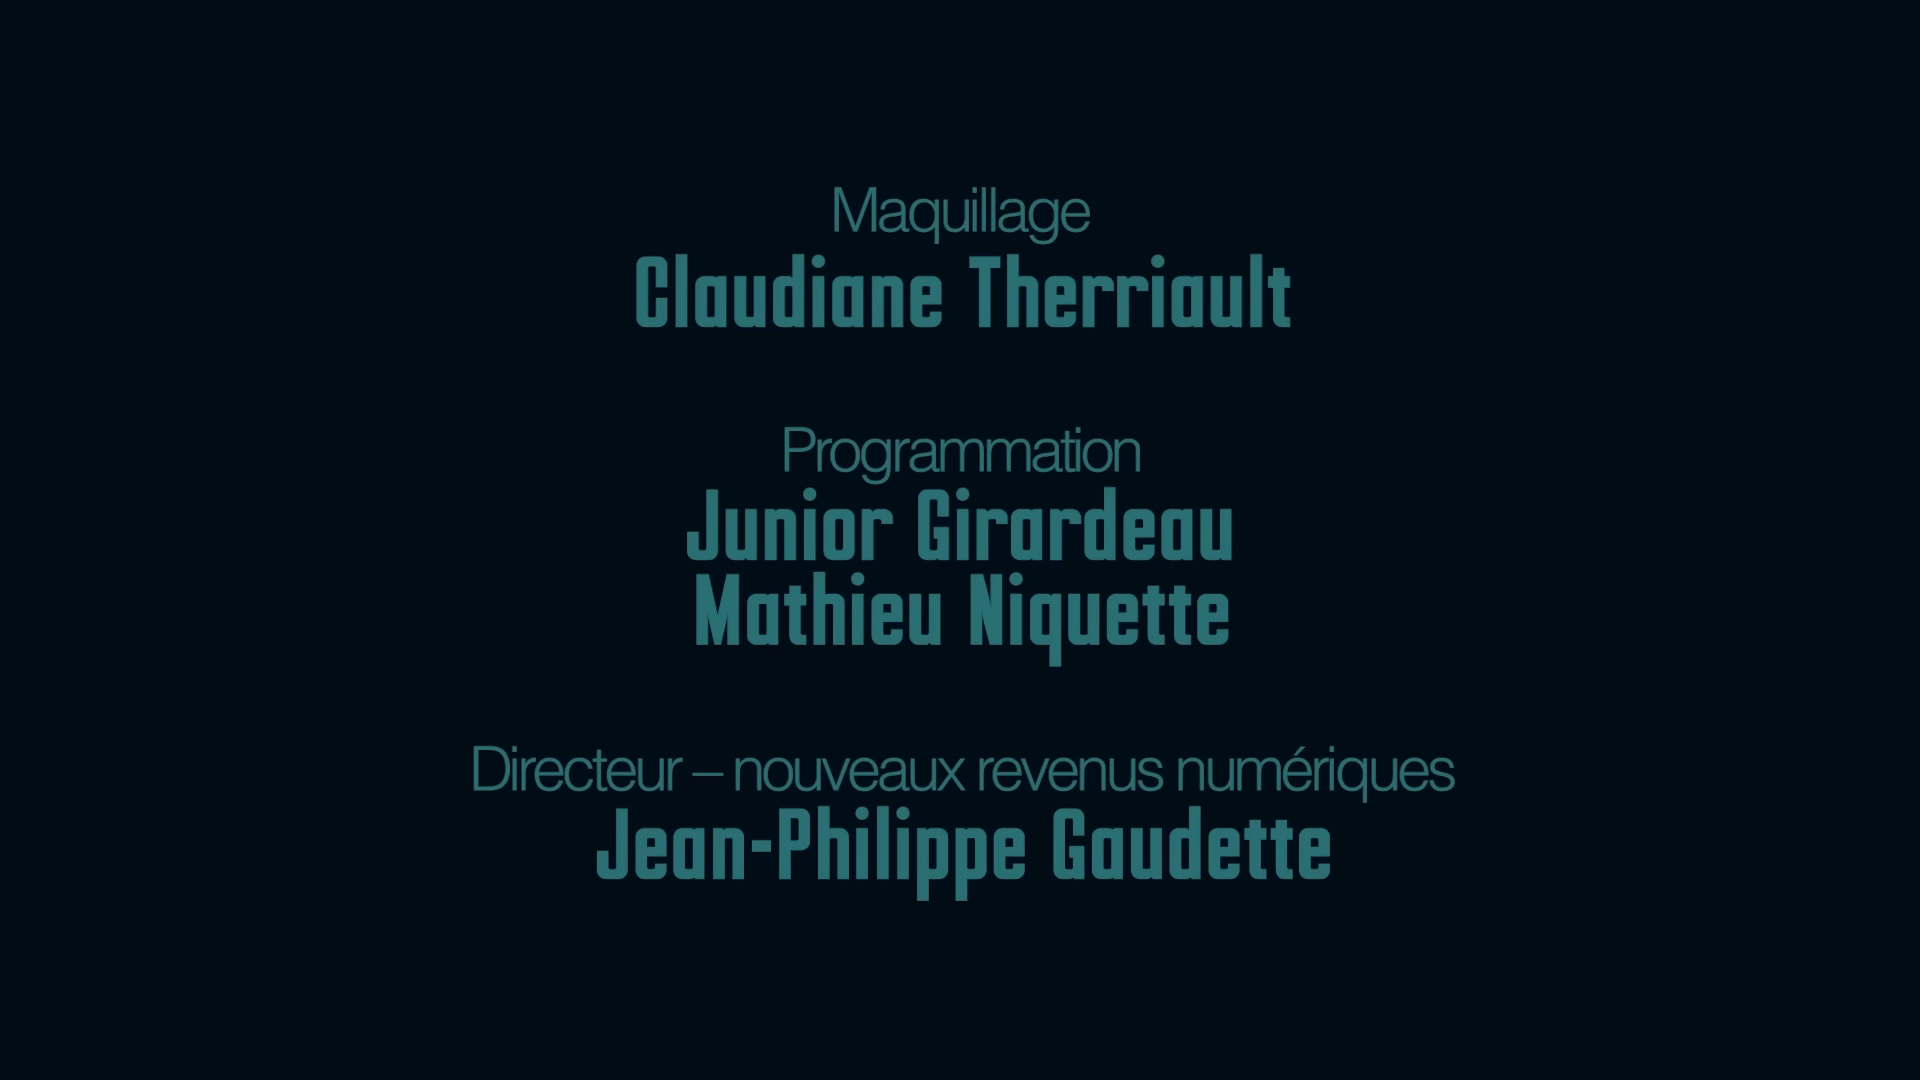 Maquillage
Claudiane Therriault
Programmation
Junior Girardeau
Mathieu Niquette
Directeur – nouveaux revenus numériques
Jean-Philippe Gaudette